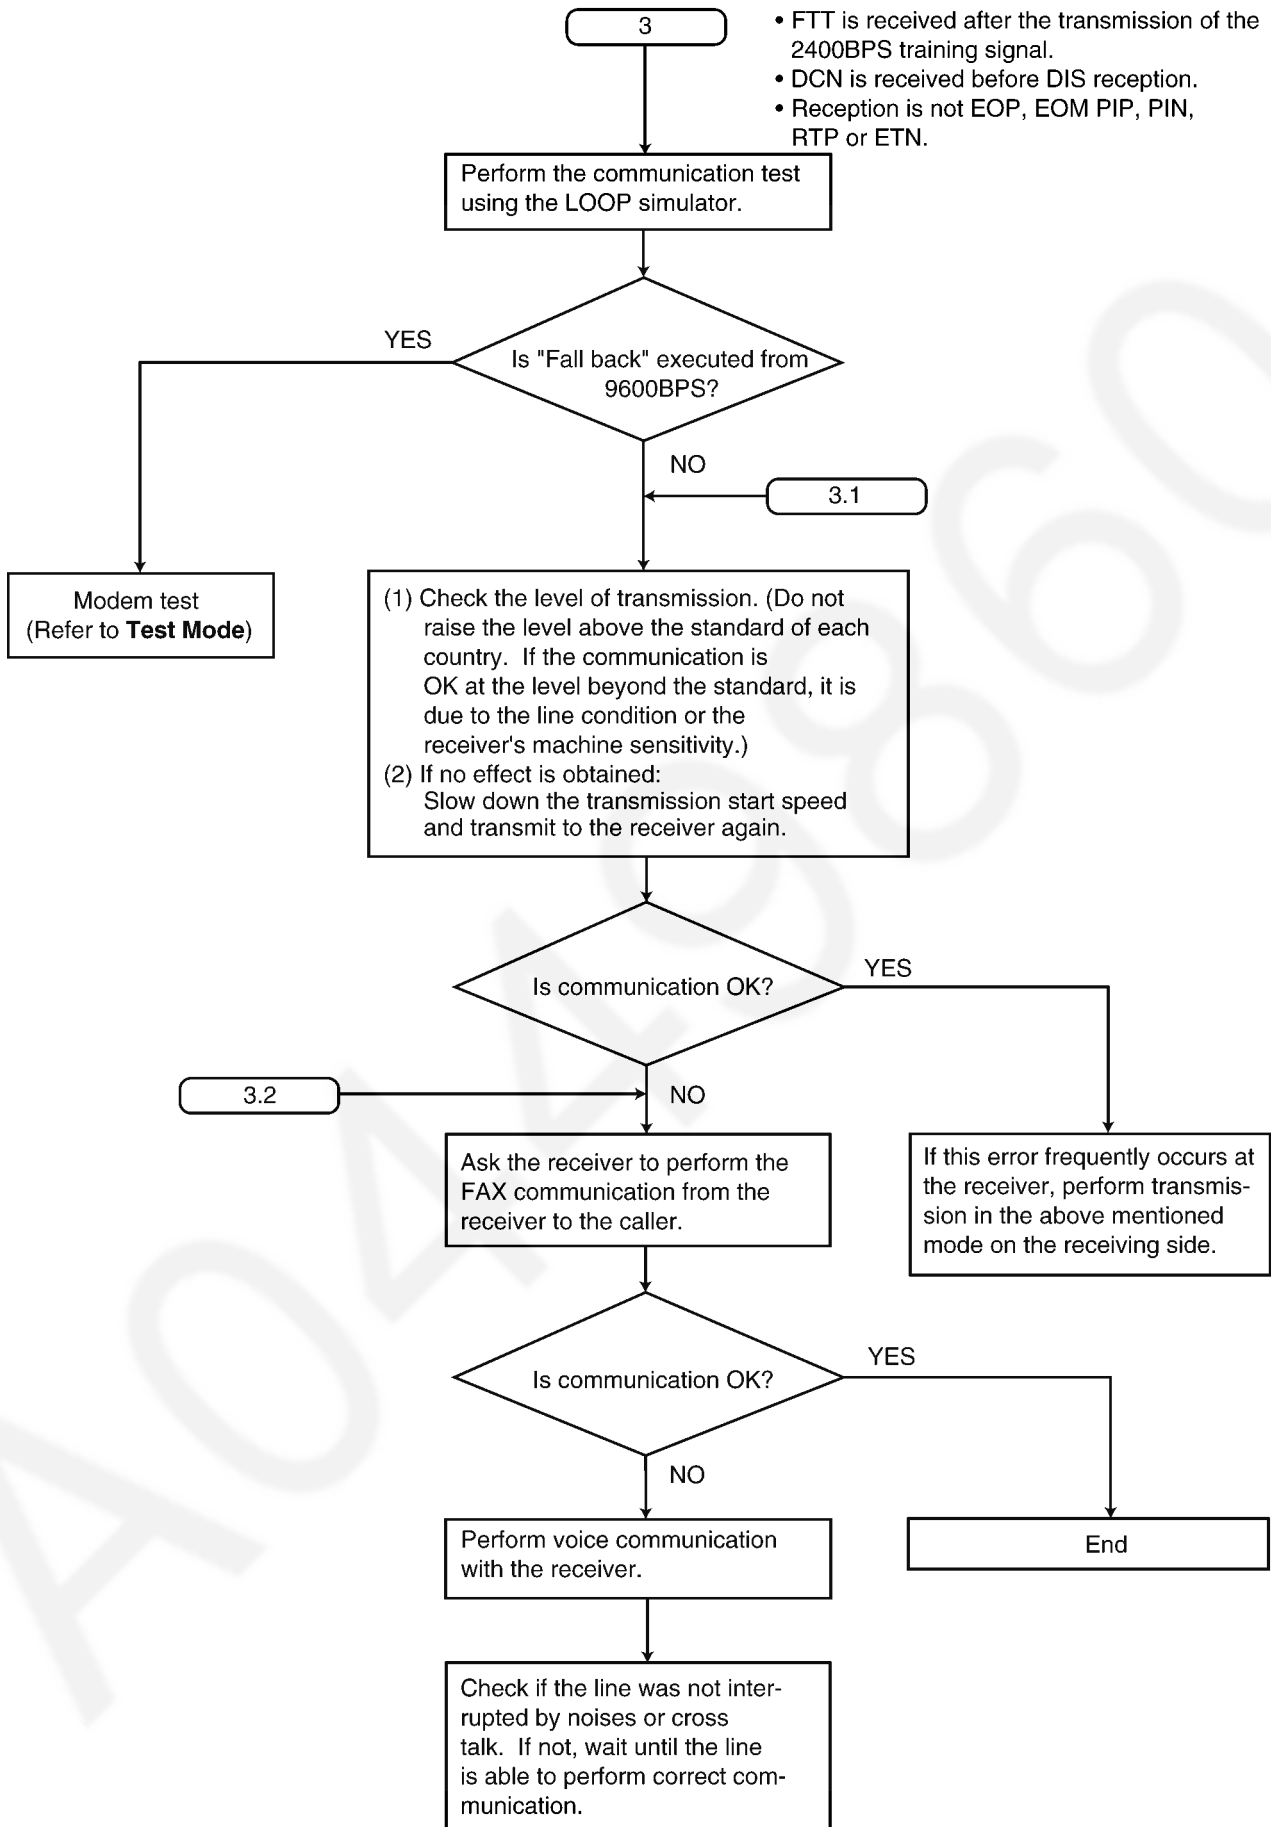 3
• FTT is received after the transmission of the
2400BPS training signal.
• DCN is received before DIS reception.
• Reception is not EOP, EOM PIP, PIN,
RTP or ETN.
Perform the communication test
using the LOOP simulator.
YES
Is "Fall back" executed from
9600BPS?
NO
3.1
Modem test
(Refer to Test Mode)
(1) Check the level of transmission. (Do not
raise the level above the standard of each
country. If the communication is
OK at the level beyond the standard, it is
due to the line condition or the
receiver's machine sensitivity.)
(2) If no effect is obtained:
Slow down the transmission start speed
and transmit to the receiver again.
Is communication OK?
YES
3.2
NO
Ask the receiver to perform the
FAX communication from the
receiver to the caller.
If this error frequently occurs at
the receiver, perform transmis-
sion in the above mentioned
mode on the receiving side.
Is communication OK?
YES
NO
Perform voice communication
with the receiver.
End
Check if the line was not inter-
rupted by noises or cross
talk. If not, wait until the line
is able to perform correct com-
munication.
A0449860